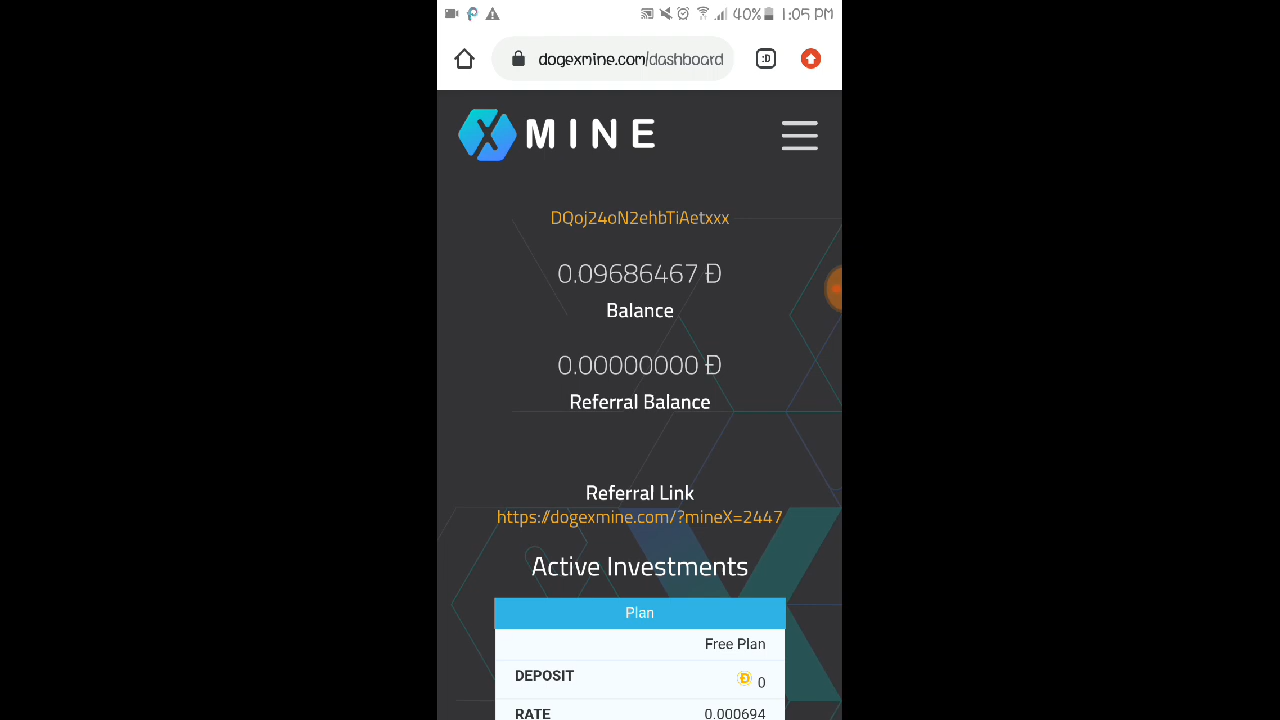 40% 1:05 PM
dogexmine.com/dashboard :D
X MINE
DQoj24oN2ehbTiAetxxx
0.09686467 Ð
Balance
0.00000000 Ð
Referral Balance
Referral Link
https://dogexmine.com/?mineX=2447
Active Investments
Plan
Free Plan
DEPOSIT Ð 0
RATE 0.000694